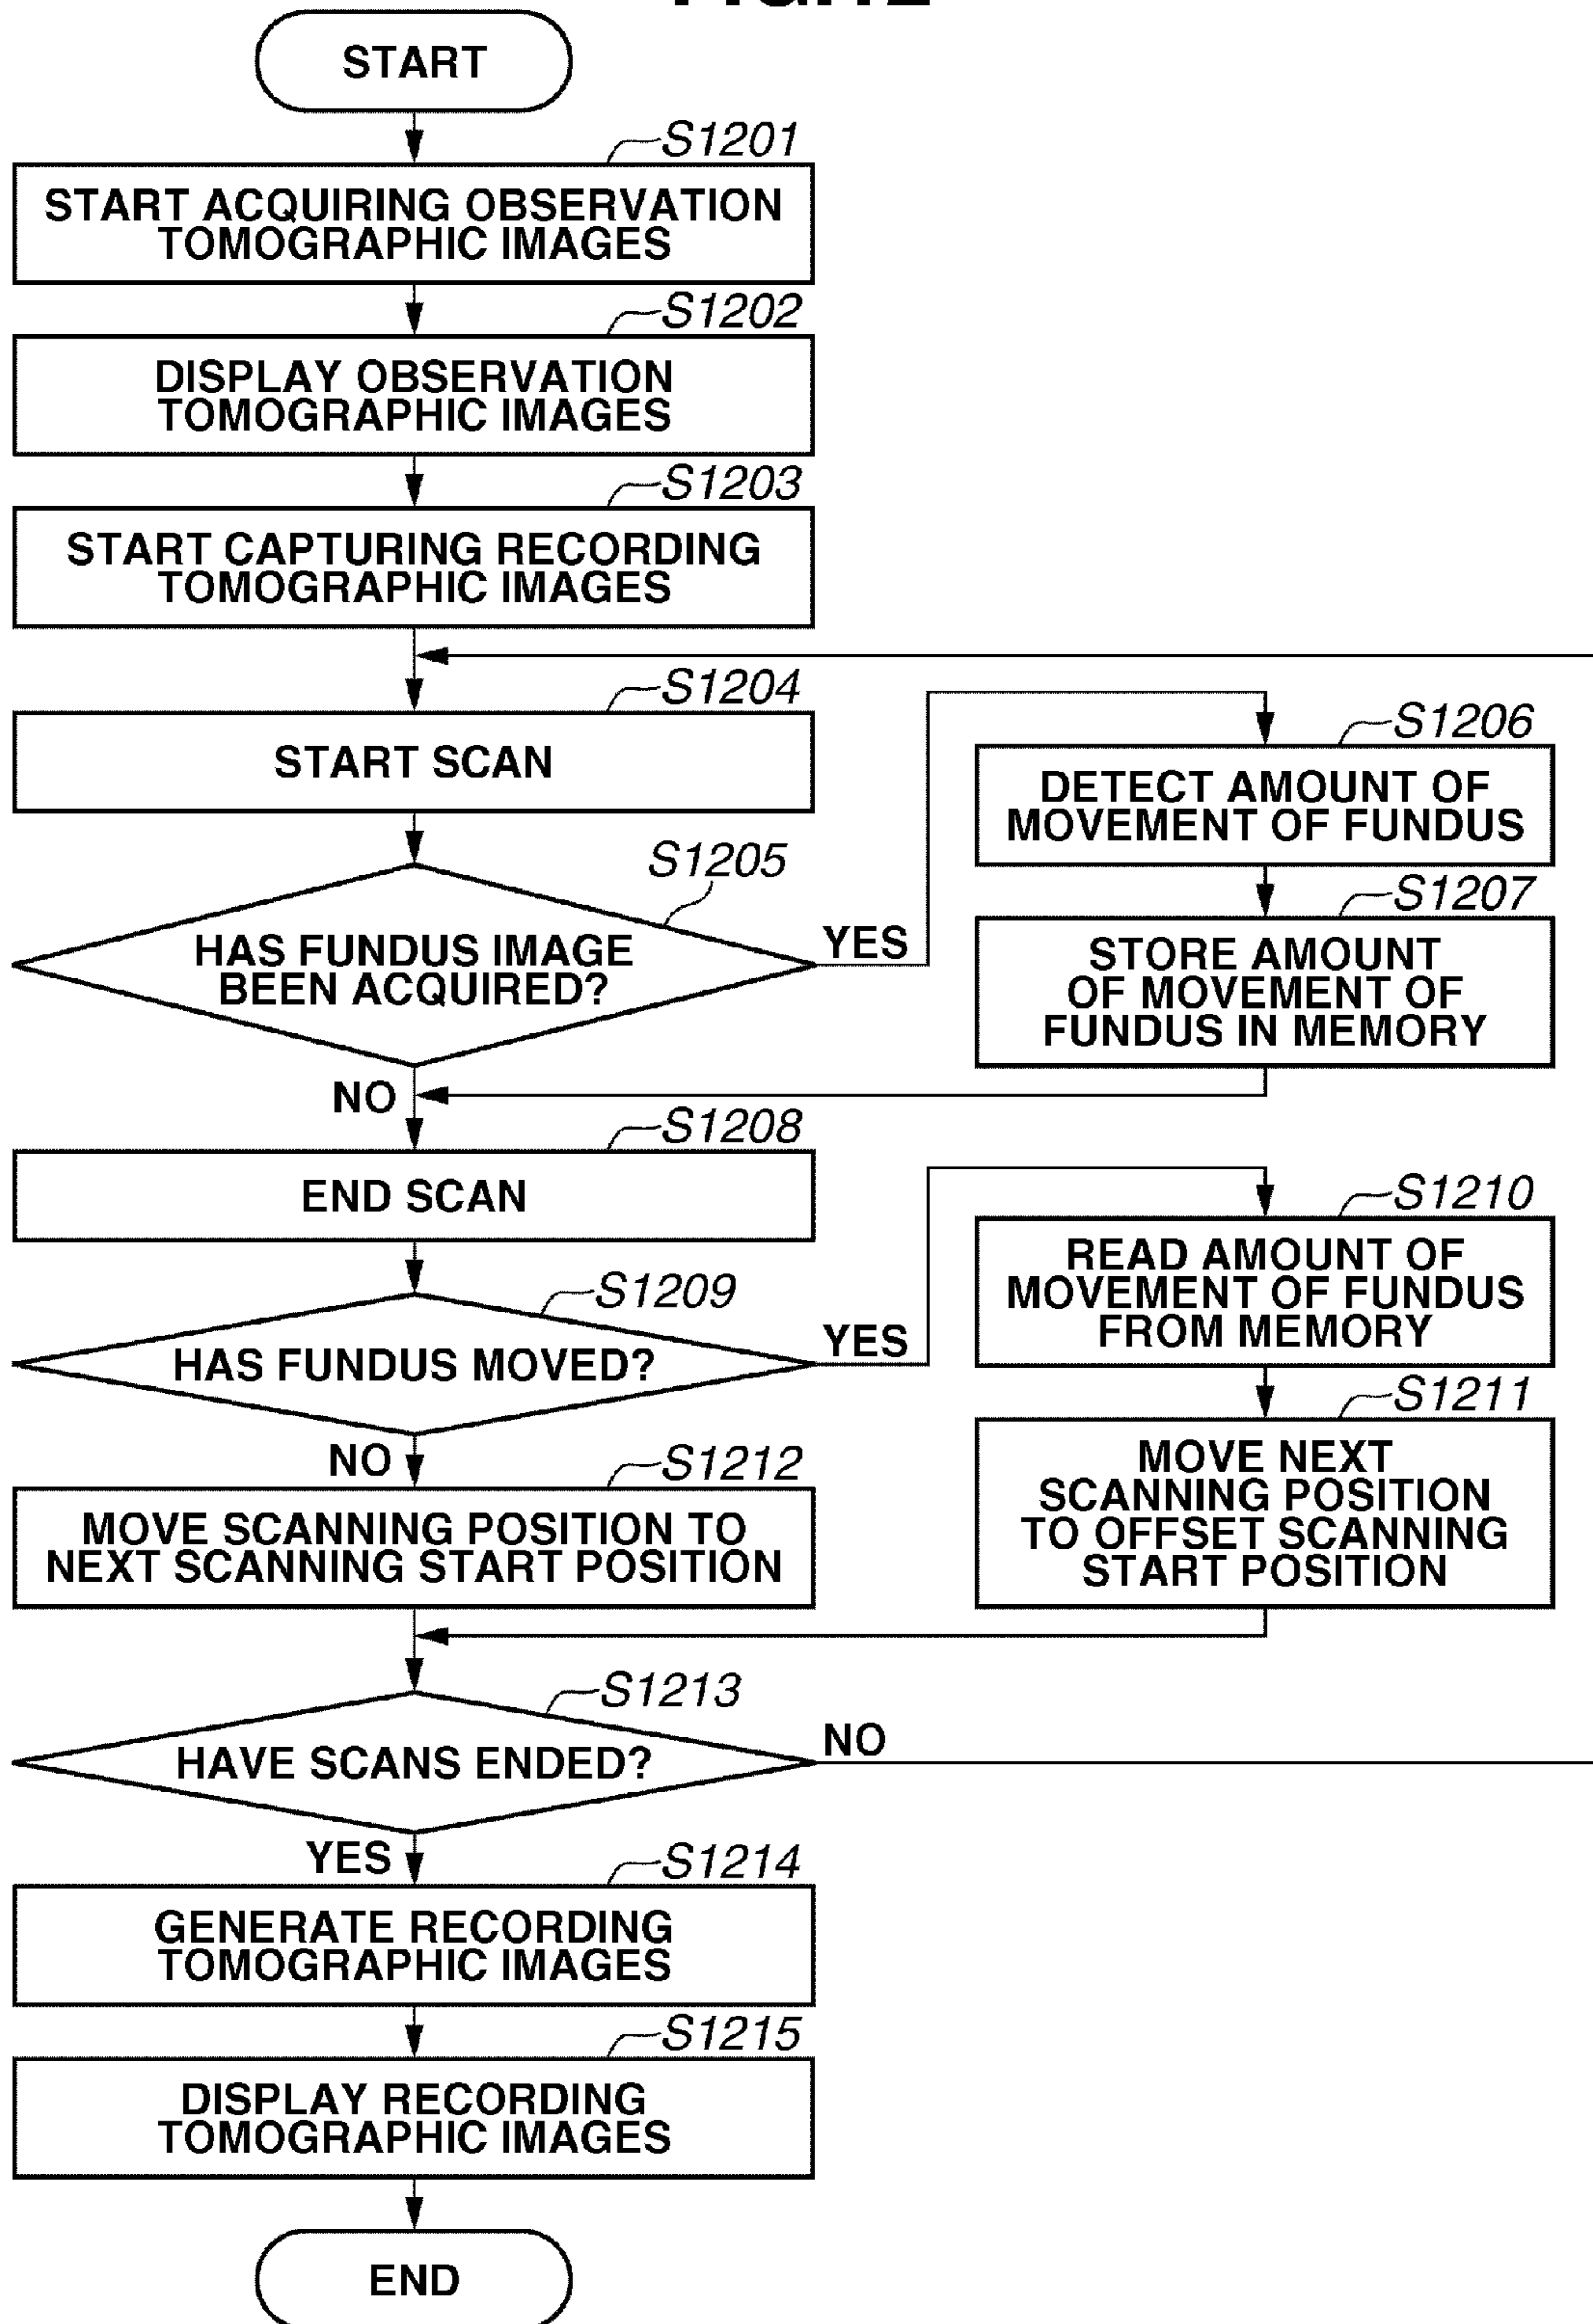 START
S1201
START ACQUIRING OBSERVATION
TOMOGRAPHIC IMAGES
S1202
DISPLAY OBSERVATION
TOMOGRAPHIC IMAGES
S1203
START CAPTURING RECORDING
TOMOGRAPHIC IMAGES
S1204
START SCAN
S1205
HAS FUNDUS IMAGE
BEEN ACQUIRED?
YES
S1206
DETECT AMOUNT OF
MOVEMENT OF FUNDUS
S1207
STORE AMOUNT
OF MOVEMENT OF
FUNDUS IN MEMORY
NO
S1208
END SCAN
S1209
HAS FUNDUS MOVED?
YES
S1210
READ AMOUNT OF
MOVEMENT OF FUNDUS
FROM MEMORY
S1211
MOVE NEXT
SCANNING POSITION
TO OFFSET SCANNING
START POSITION
NO
S1212
MOVE SCANNING POSITION TO
NEXT SCANNING START POSITION
S1213
HAVE SCANS ENDED?
NO
YES
S1214
GENERATE RECORDING
TOMOGRAPHIC IMAGES
S1215
DISPLAY RECORDING
TOMOGRAPHIC IMAGES
END